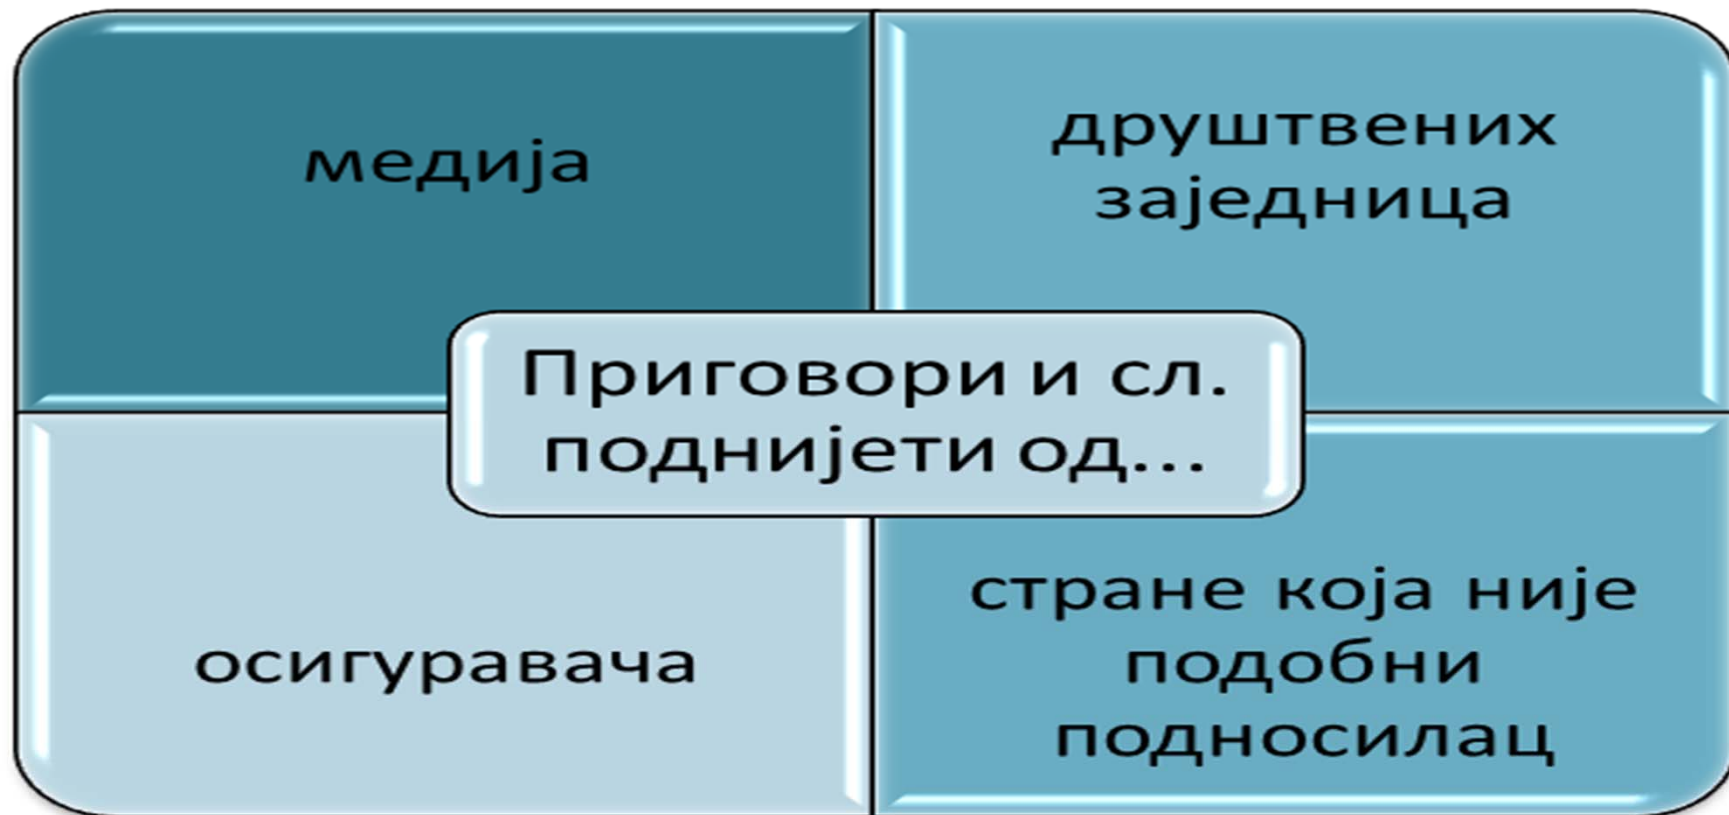 медија
друштвених
заједница
Приговори и сл.
поднијети од...
осигуравача
стране која није
подобни
подносилац